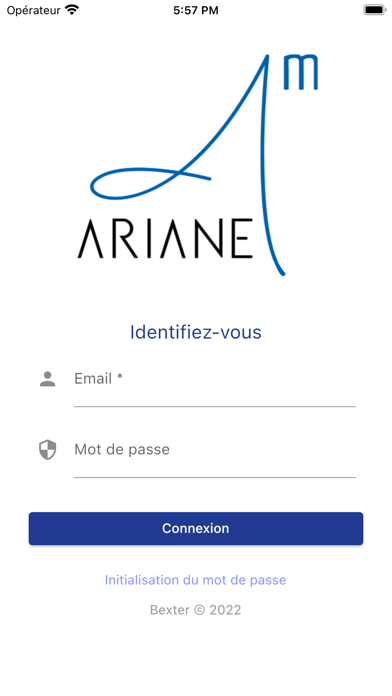 Opérateur 5:57 PM
m
ARIANE
Identifiez-vous
Email *
Mot de passe
Connexion
Initialisation du mot de passe
Bexter © 2022